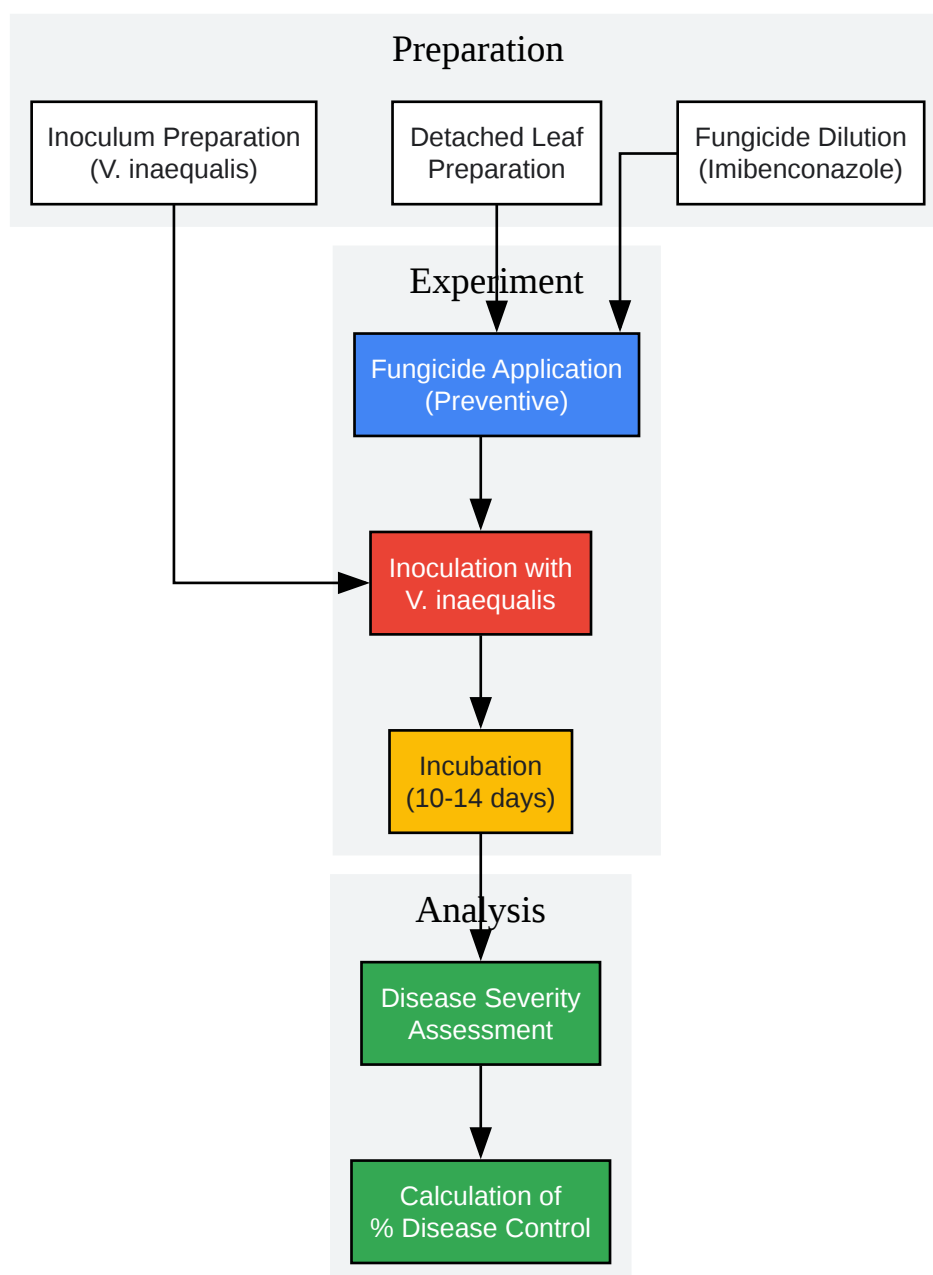 Preparation
Inoculum Preparation
(V. inaequalis)
Detached Leaf
Preparation
Fungicide Dilution
(Imibenconazole)
Experiment
Fungicide Application
(Preventive)
Inoculation with
V. inaequalis
Incubation
(10-14 days)
Analysis
Disease Severity
Assessment
Calculation of
% Disease Control